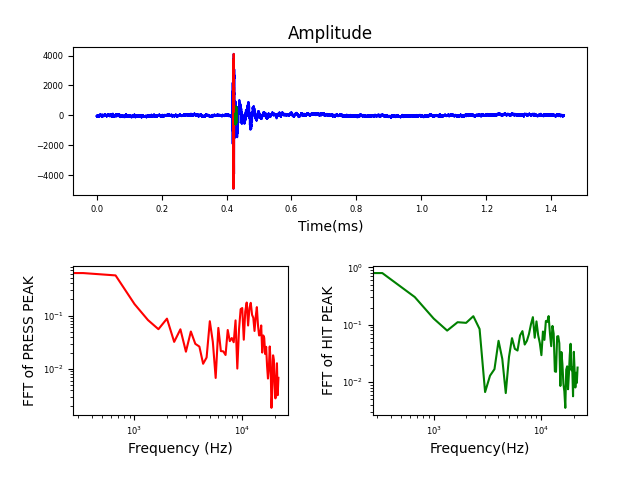 Amplitude
4000
2000
0
−2000
−4000
0.0 0.2 0.4 0.6 0.8 1.0 1.2 1.4
Time(ms)
FFT of PRESS PEAK
10⁻¹
10⁻²
10³ 10⁴
Frequency (Hz)
FFT of HIT PEAK
10⁰
10⁻¹
10⁻²
10³ 10⁴
Frequency(Hz)